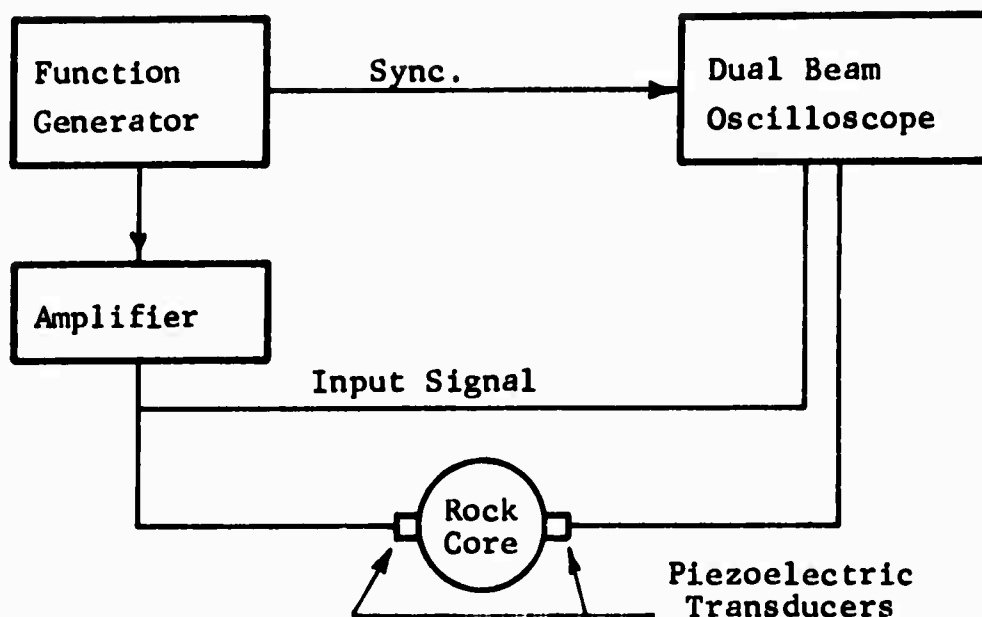 Function
Generator
Sync.
Dual Beam
Oscilloscope
Amplifier
Input Signal
Rock
Core
Piezoelectric
Transducers